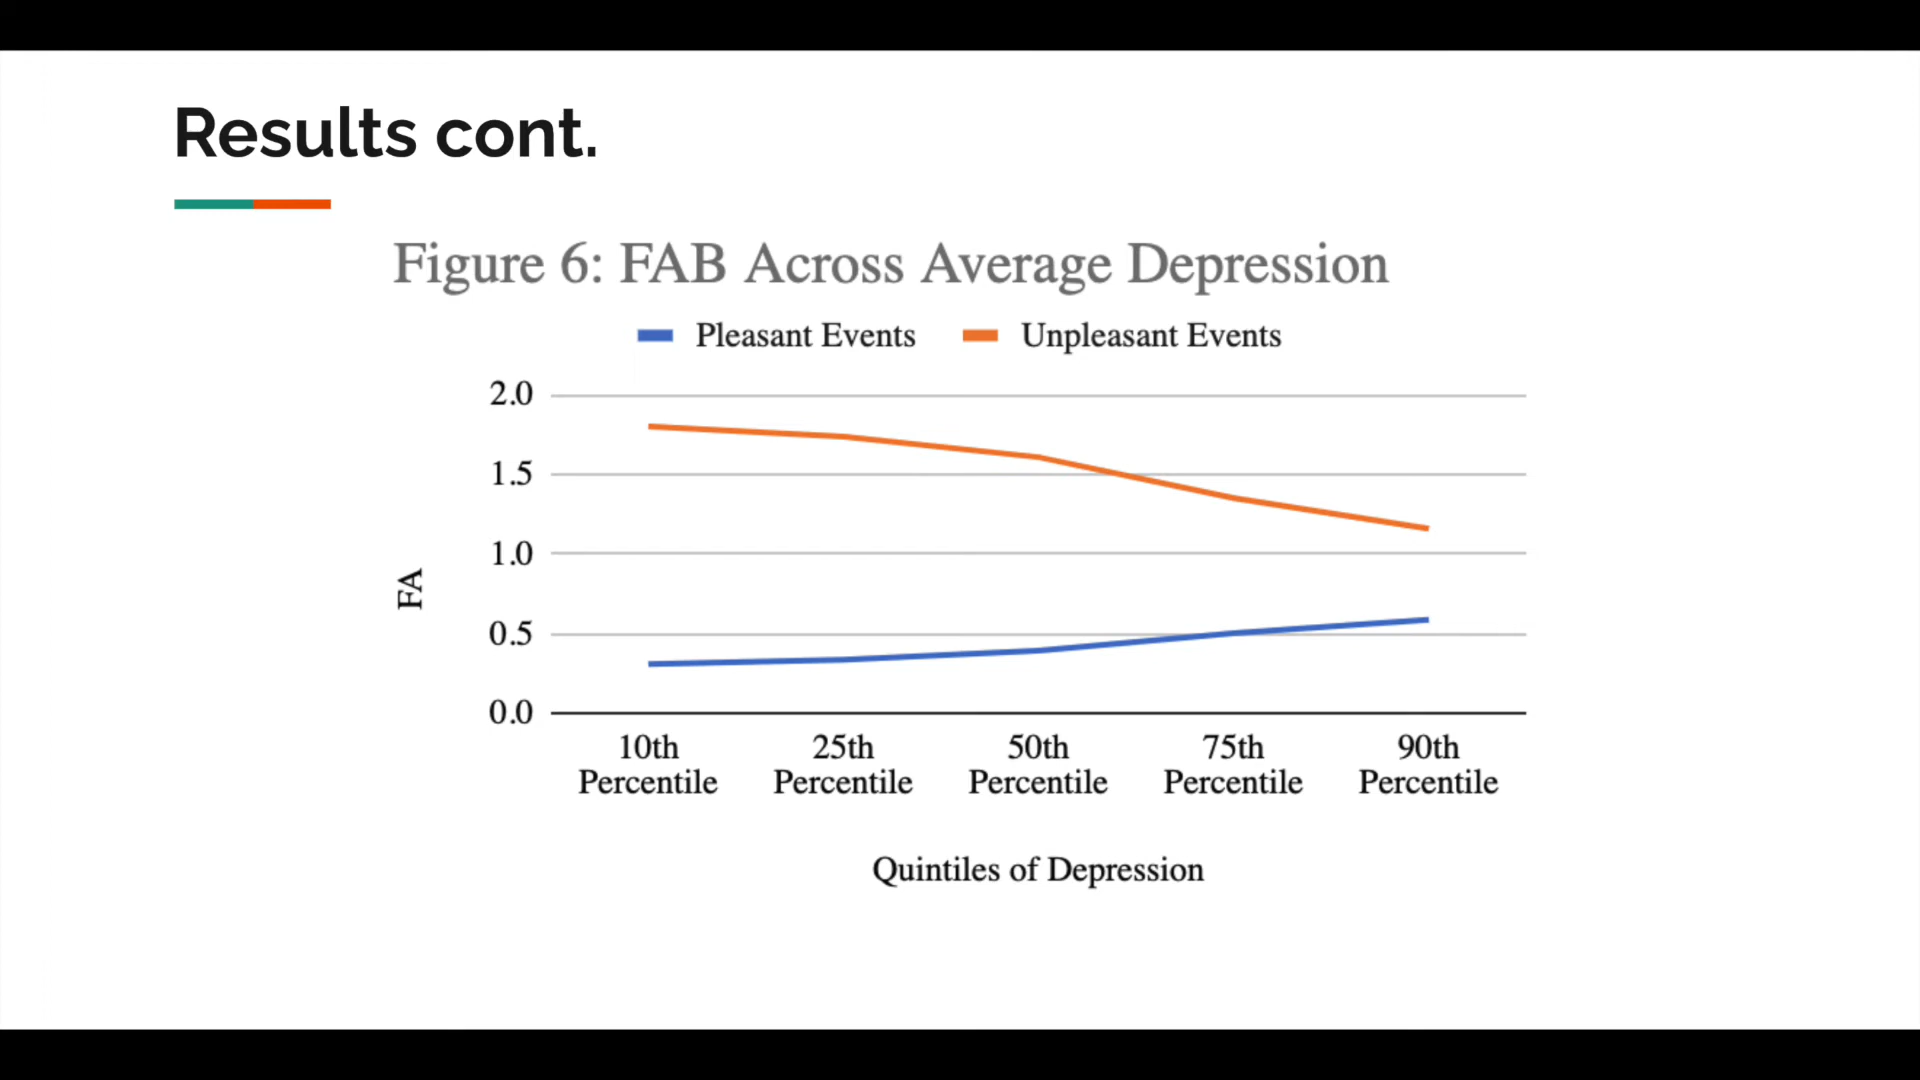 Results cont.
Figure 6: FAB Across Average Depression
Pleasant Events Unpleasant Events
2.0
1.5
1.0
0.5
0.0
FA
10th Percentile
25th Percentile
50th Percentile
75th Percentile
90th Percentile
Quintiles of Depression